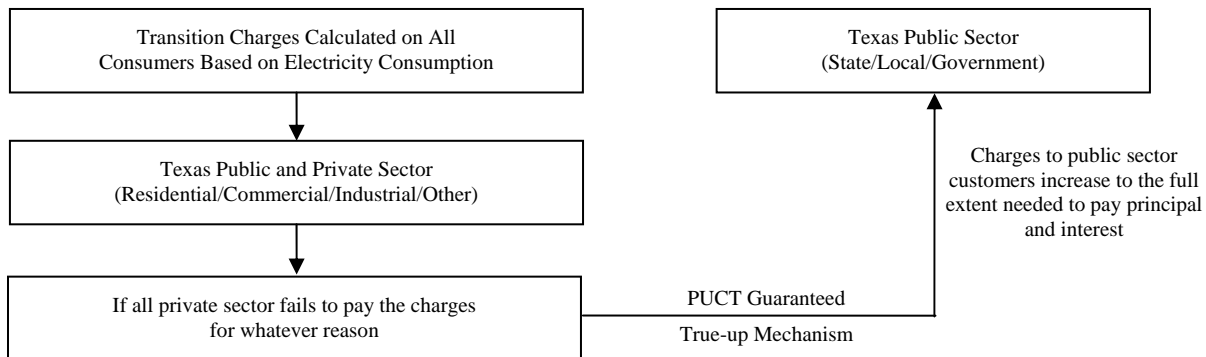 Transition Charges Calculated on All
Consumers Based on Electricity Consumption
Texas Public Sector
(State/Local/Government)
Texas Public and Private Sector
(Residential/Commercial/Industrial/Other)
Charges to public sector
customers increase to the full
extent needed to pay principal
and interest
If all private sector fails to pay the charges
for whatever reason
PUCT Guaranteed
True-up Mechanism